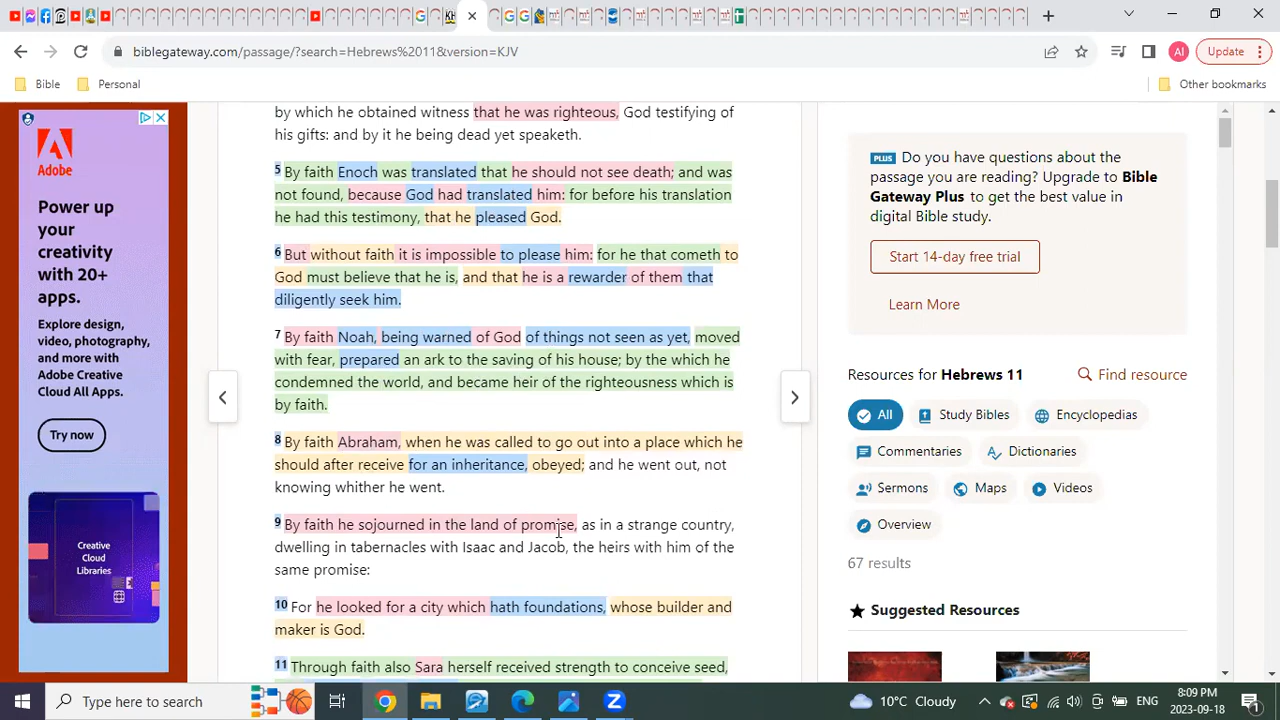 KH
biblegateway.com/passage/?search=Hebrews%2011&version=KJV
AI
Update
Bible
Personal
Other bookmarks
Adobe
Power up
your
creativity
with 20+
apps.
Explore design,
video, photography,
and more with
Adobe Creative
Cloud All Apps.
Try now
Creative
Cloud
Libraries
by which he obtained witness that he was righteous, God testifying of
his gifts: and by it he being dead yet speaketh.
5 By faith Enoch was translated that he should not see death; and was
not found, because God had translated him: for before his translation
he had this testimony, that he pleased God.
6 But without faith it is impossible to please him: for he that cometh to
God must believe that he is, and that he is a rewarder of them that
diligently seek him.
7 By faith Noah, being warned of God of things not seen as yet, moved
with fear, prepared an ark to the saving of his house; by the which he
condemned the world, and became heir of the righteousness which is
by faith.
8 By faith Abraham, when he was called to go out into a place which he
should after receive for an inheritance, obeyed; and he went out, not
knowing whither he went.
9 By faith he sojourned in the land of promise, as in a strange country,
dwelling in tabernacles with Isaac and Jacob, the heirs with him of the
same promise:
10 For he looked for a city which hath foundations, whose builder and
maker is God.
11 Through faith also Sara herself received strength to conceive seed,
PLUS Do you have questions about the
passage you are reading? Upgrade to Bible
Gateway Plus to get the best value in
digital Bible study.
Start 14-day free trial
Learn More
Resources for Hebrews 11
Find resource
All
Study Bibles
Encyclopedias
Commentaries
Dictionaries
Sermons
Maps
Videos
Overview
67 results
Suggested Resources
Type here to search
10°C Cloudy
ENG
8:09 PM
2023-09-18
1